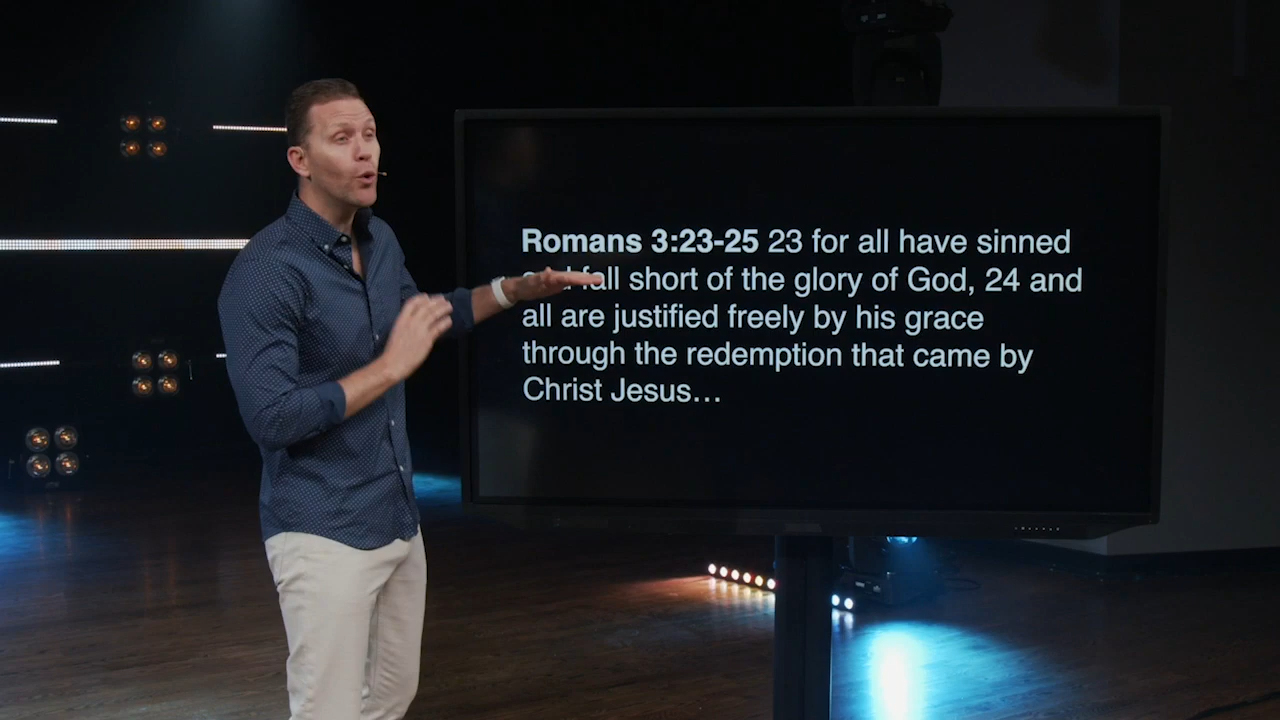 Romans 3:23-25 23 for all have sinned
and fall short of the glory of God, 24 and
all are justified freely by his grace
through the redemption that came by
Christ Jesus…